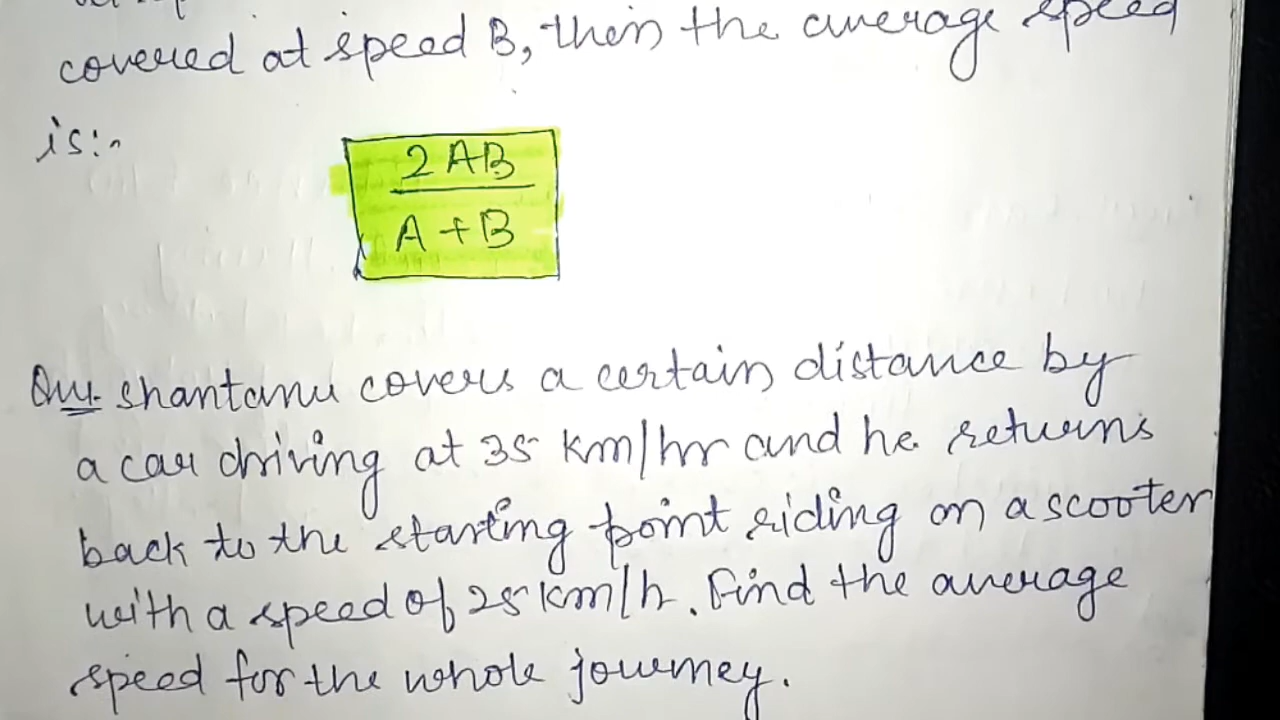 covered at speed B, then the average speed
is:-
2AB
A+B
Qus. Shantanu covers a certain distance by
a car driving at 35 km/hr and he returns
back to the starting point riding on a scooter
with a speed of 25 km/h. Find the average
speed for the whole journey.